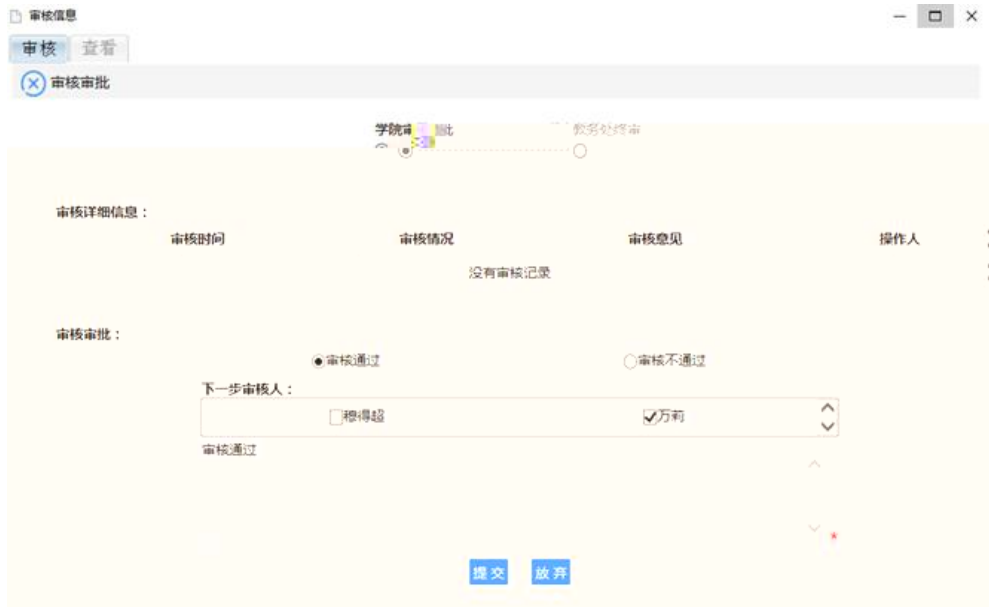 审核信息
审核 查看
审核审批
学院审 批 教务处终审
审核详细信息：
审核时间 审核情况 审核意见 操作人
没有审核记录
审核审批：
审核通过 审核不通过
下一步审核人：
穆得超 万莉
审核通过
*
提交 放弃